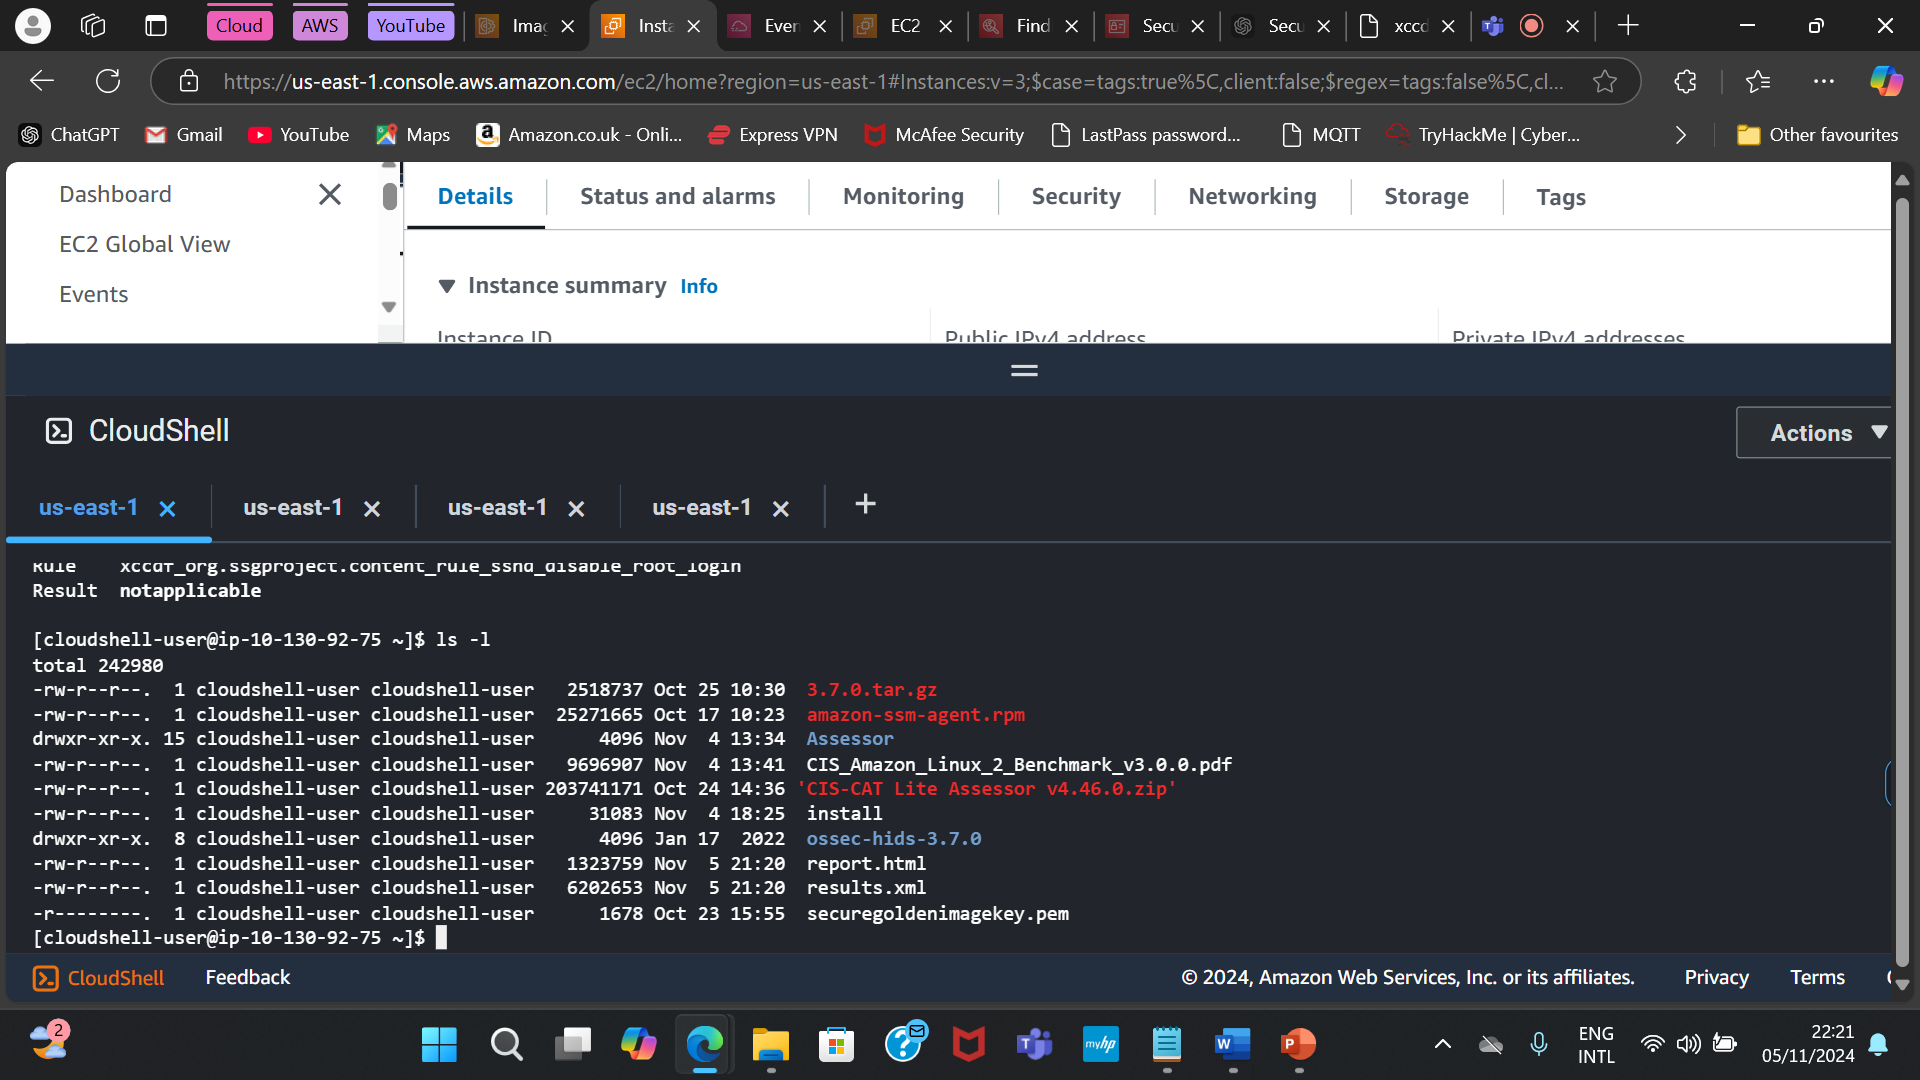 Cloud
AWS
YouTube
Imag
Insta
Even
EC2
Find
Secu
Secu
xccd
https://us-east-1.console.aws.amazon.com/ec2/home?region=us-east-1#Instances:v=3;$case=tags:true%5C,client:false;$regex=tags:false%5C,cl...
ChatGPT
Gmail
YouTube
Maps
Amazon.co.uk - Onli...
Express VPN
McAfee Security
LastPass password...
MQTT
TryHackMe | Cyber...
Other favourites
Dashboard
EC2 Global View
Events
Details
Status and alarms
Monitoring
Security
Networking
Storage
Tags
Instance summary Info
Instance ID
Public IPv4 address
Private IPv4 addresses
CloudShell
Actions
us-east-1
us-east-1
us-east-1
us-east-1
Rule xccdf_org.ssgproject.content_rule_sshd_disable_root_login
Result notapplicable
[cloudshell-user@ip-10-130-92-75 ~]$ ls -l
total 242980
-rw-r--r--. 1 cloudshell-user cloudshell-user 2518737 Oct 25 10:30 3.7.0.tar.gz
-rw-r--r--. 1 cloudshell-user cloudshell-user 25271665 Oct 17 10:23 amazon-ssm-agent.rpm
drwxr-xr-x. 15 cloudshell-user cloudshell-user 4096 Nov 4 13:34 Assessor
-rw-r--r--. 1 cloudshell-user cloudshell-user 9696907 Nov 4 13:41 CIS_Amazon_Linux_2_Benchmark_v3.0.0.pdf
-rw-r--r--. 1 cloudshell-user cloudshell-user 203741171 Oct 24 14:36 'CIS-CAT Lite Assessor v4.46.0.zip'
-rw-r--r--. 1 cloudshell-user cloudshell-user 31083 Nov 4 18:25 install
drwxr-xr-x. 8 cloudshell-user cloudshell-user 4096 Jan 17 2022 ossec-hids-3.7.0
-rw-r--r--. 1 cloudshell-user cloudshell-user 1323759 Nov 5 21:20 report.html
-rw-r--r--. 1 cloudshell-user cloudshell-user 6202653 Nov 5 21:20 results.xml
-r--------. 1 cloudshell-user cloudshell-user 1678 Oct 23 15:55 securegoldenimagekey.pem
[cloudshell-user@ip-10-130-92-75 ~]$
CloudShell
Feedback
© 2024, Amazon Web Services, Inc. or its affiliates.
Privacy
Terms
2
myhp
ENG
INTL
22:21
05/11/2024